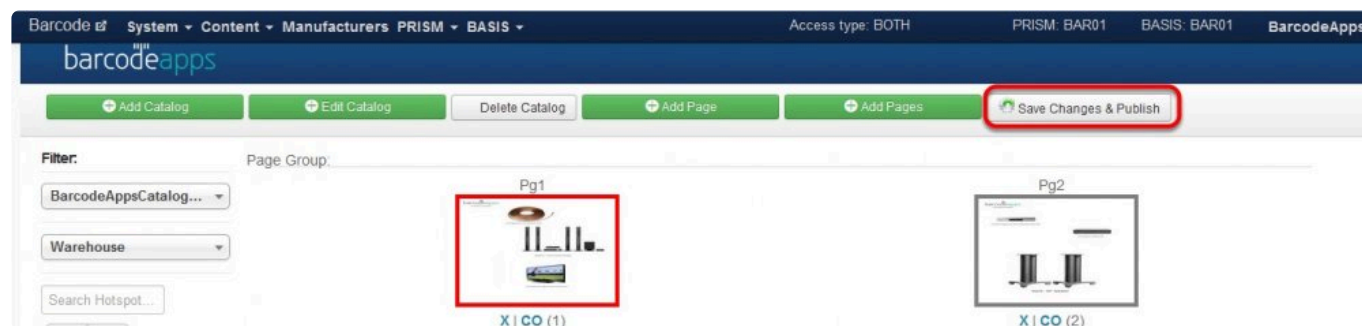 Barcode System Content Manufacturers PRISM BASIS Access type: BOTH PRISM: BAR01 BASIS: BAR01 BarcodeApps
barcodeapps
Add Catalog Edit Catalog Delete Catalog Add Page Add Pages Save Changes & Publish
Filter: Page Group:
Pg1 Pg2
BarcodeAppsCatalog...
Warehouse
Search Hotspot...
X | CO (1) X | CO (2)